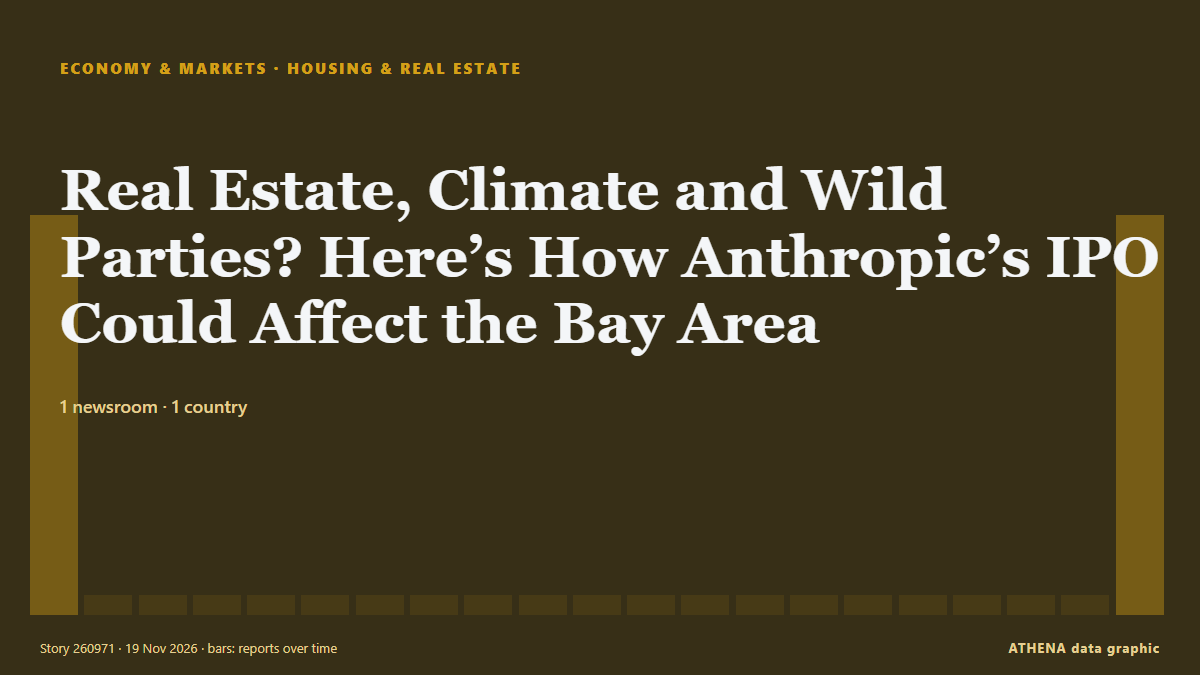 ECONOMY & MARKETS · HOUSING & REAL ESTATE
Real Estate, Climate and Wild
Parties? Here’s How Anthropic’s IPO
Could Affect the Bay Area
1 newsroom · 1 country
Story 260971 · 19 Nov 2026 · bars: reports over time
ATHENA data graphic